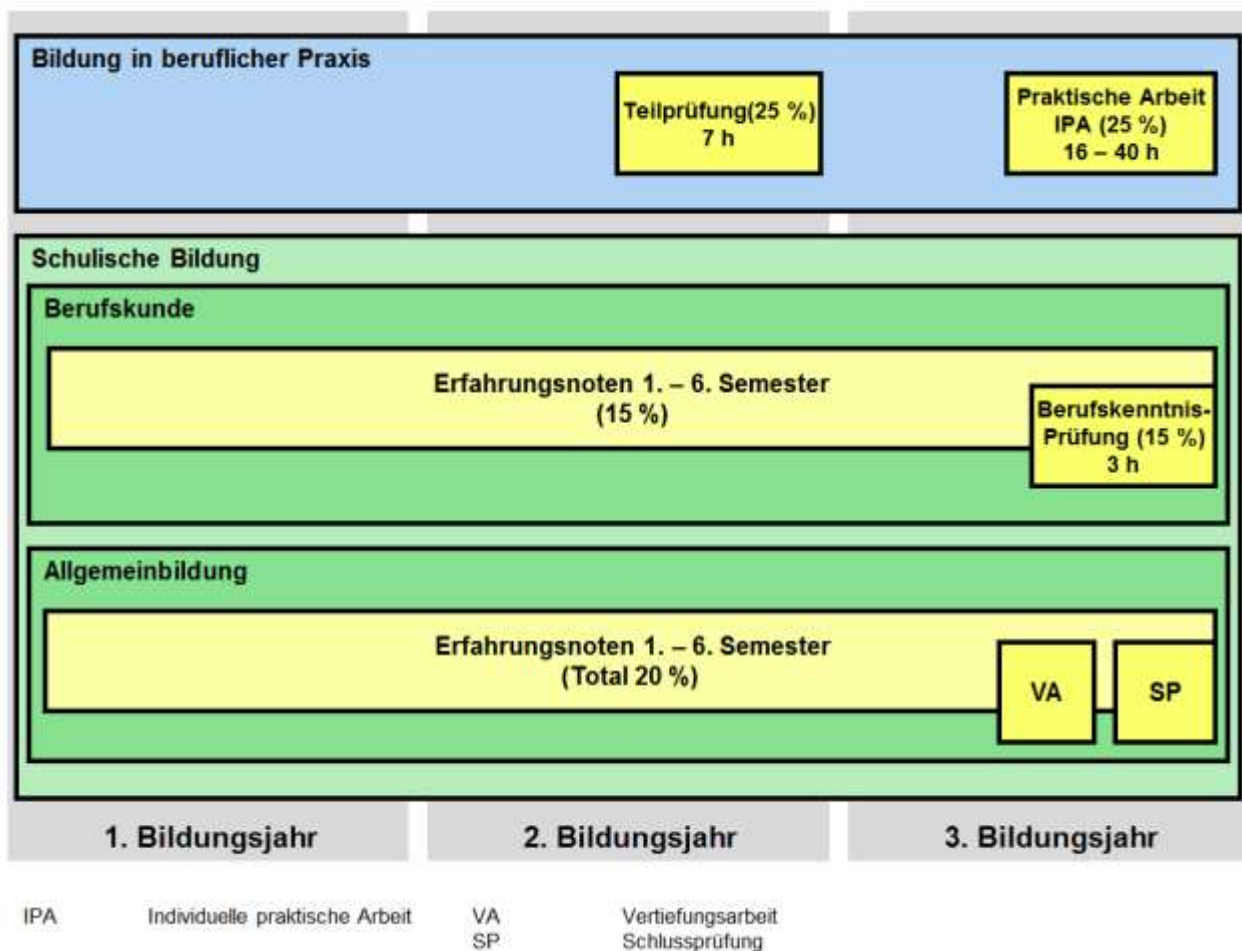 Bildung in beruflicher Praxis
Teilprüfung(25 %)
7 h
Praktische Arbeit
IPA (25 %)
16 – 40 h
Schulische Bildung
Berufskunde
Erfahrungsnoten 1. – 6. Semester
(15 %)
Berufskenntnis-
Prüfung (15 %)
3 h
Allgemeinbildung
Erfahrungsnoten 1. – 6. Semester
(Total 20 %)
VA
SP
1. Bildungsjahr
2. Bildungsjahr
3. Bildungsjahr
IPA Individuelle praktische Arbeit VA Vertiefungsarbeit
SP Schlussprüfung